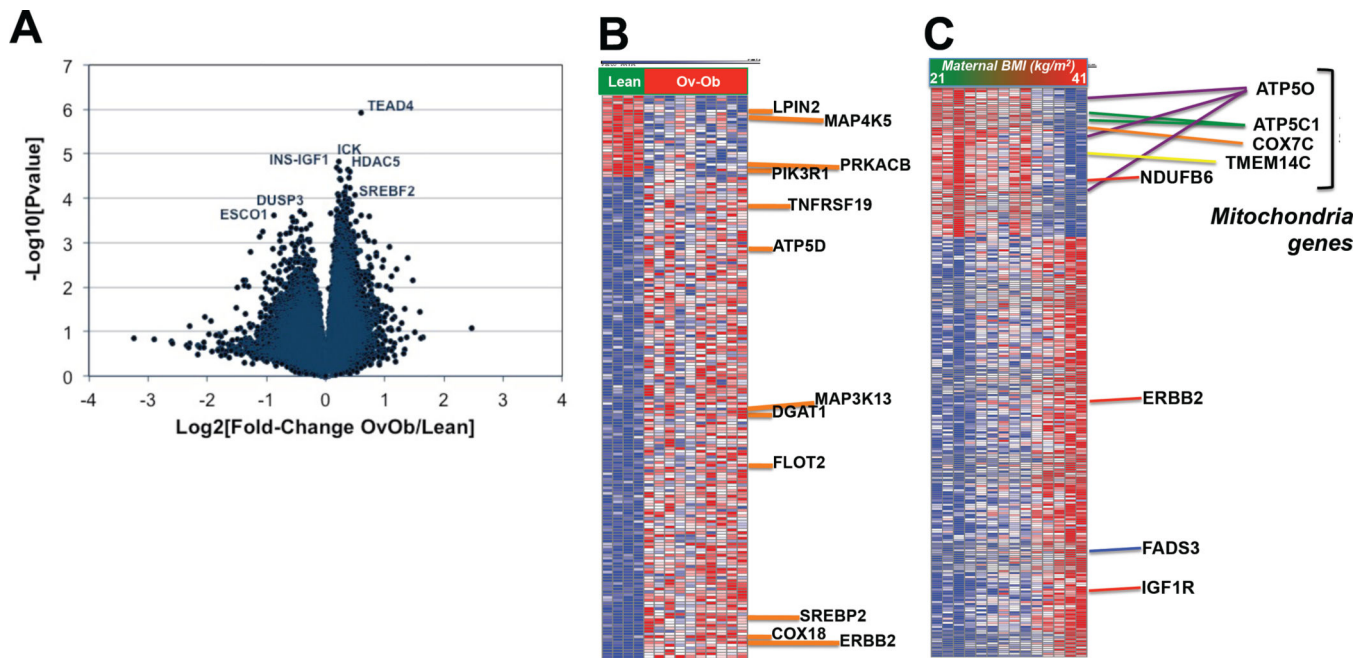 A
7
6
5
4
3
2
1
0
-Log10[Pvalue]
TEAD4
ICK
INS-IGF1
HDAC5
SREBF2
DUSP3
ESCO1
-4 -3 -2 -1 0 1 2 3 4
Log2[Fold-Change OvOb/Lean]
B
Lean Ov-Ob
LPIN2
MAP4K5
PRKACB
PIK3R1
TNFRSF19
ATP5D
MAP3K13
DGAT1
FLOT2
SREBP2
COX18
ERBB2
C
Maternal BMI (kg/m²)
21 41
ATP5O
ATP5C1
COX7C
TMEM14C
NDUFB6
Mitochondria
genes
ERBB2
FADS3
IGF1R